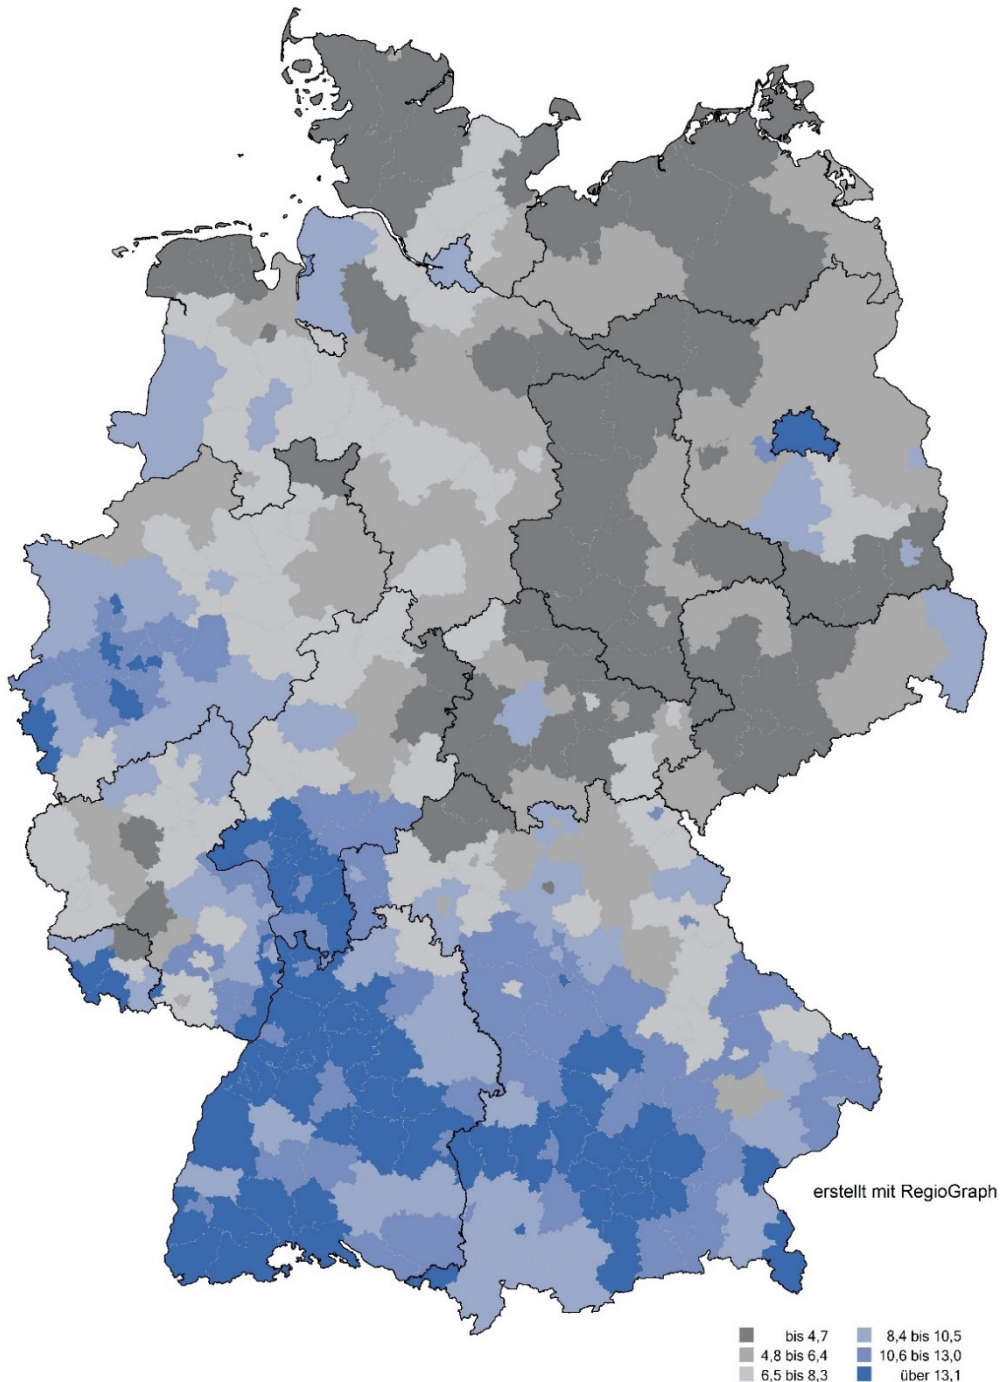 erstellt mit RegioGraph
bis 4,7
4,8 bis 6,4
6,5 bis 8,3
8,4 bis 10,5
10,6 bis 13,0
über 13,1